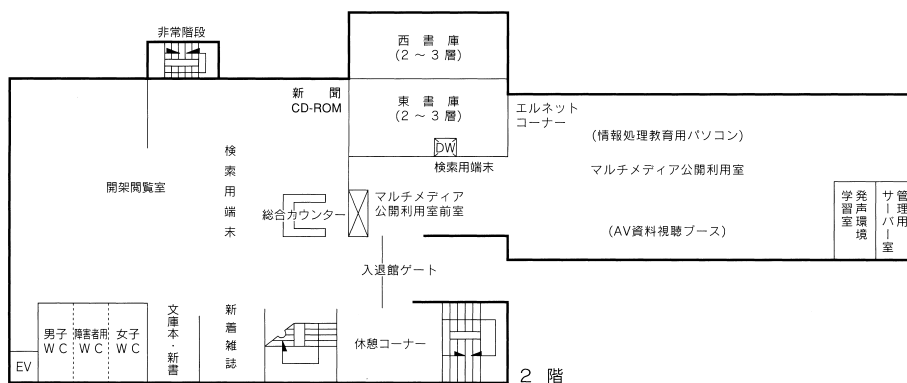 非常階段
西書庫
(2～3層)
新聞
CD-ROM
東書庫
(2～3層)
エルネット
コーナー
(情報処理教育用パソコン)
DW
検索用端末
検索用端末
マルチメディア公開利用室
開架閲覧室
総合カウンター
マルチメディア
公開利用室前室
学習室
発声環境
サーバー室
管理用
(AV資料視聴ブース)
入退館ゲート
男子
WC
障害者用
WC
女子
WC
文庫本・新書
新着雑誌
休憩コーナー
EV
2階